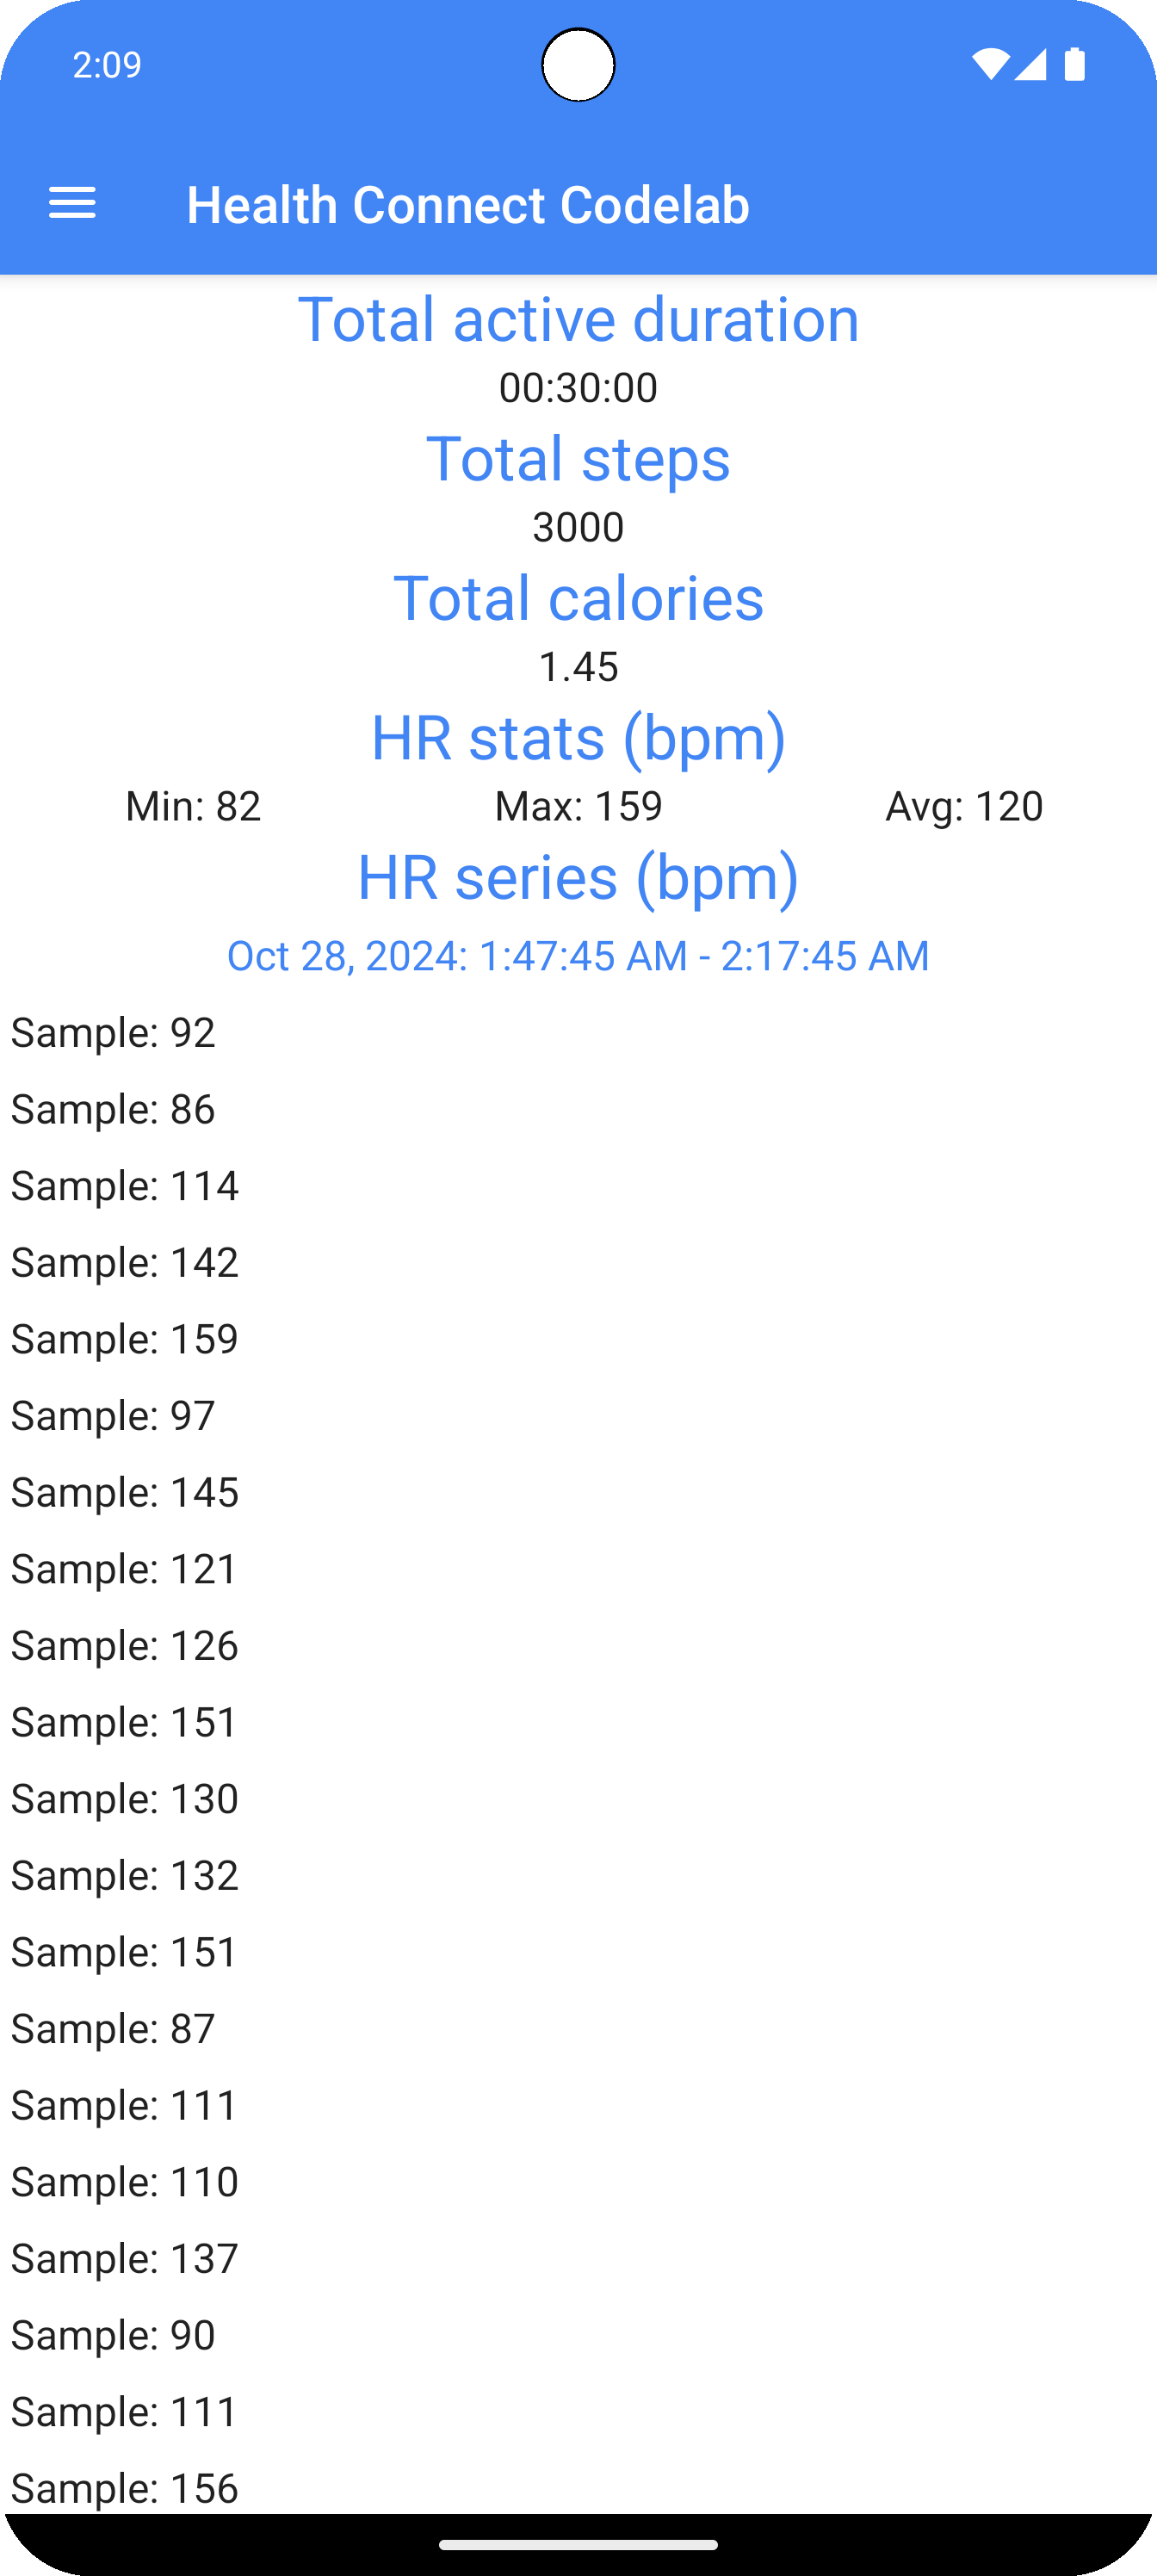 2:09
Health Connect Codelab
Total active duration
00:30:00
Total steps
3000
Total calories
1.45
HR stats (bpm)
Min: 82 Max: 159 Avg: 120
HR series (bpm)
Oct 28, 2024: 1:47:45 AM - 2:17:45 AM
Sample: 92
Sample: 86
Sample: 114
Sample: 142
Sample: 159
Sample: 97
Sample: 145
Sample: 121
Sample: 126
Sample: 151
Sample: 130
Sample: 132
Sample: 151
Sample: 87
Sample: 111
Sample: 110
Sample: 137
Sample: 90
Sample: 111
Sample: 156